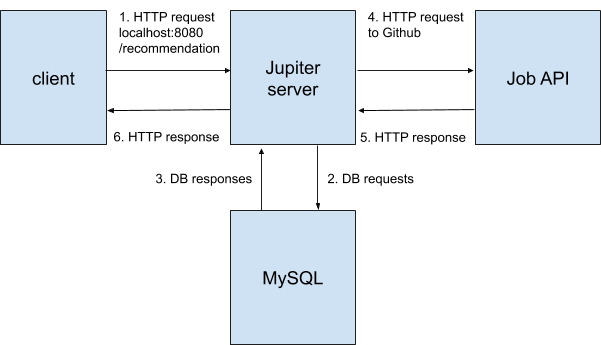 1. HTTP request
localhost:8080
/recommendation
4. HTTP request
to Github
client
Jupiter
server
Job API
6. HTTP response
5. HTTP response
3. DB responses
2. DB requests
MySQL